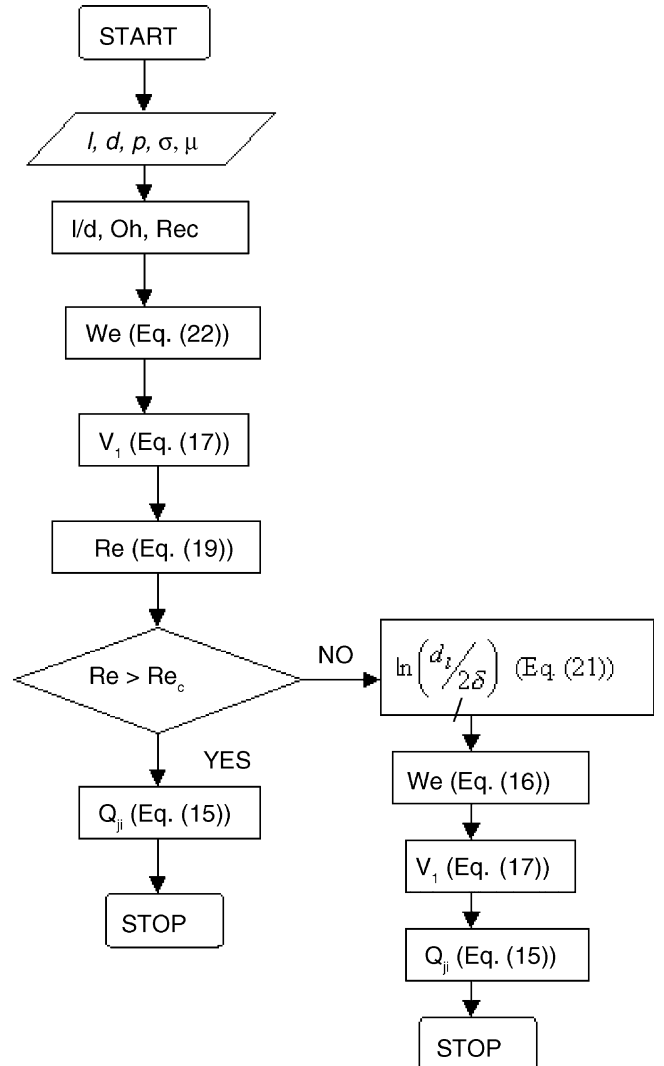 START
l, d, p, σ, μ
l/d, Oh, Rec
We (Eq. (22))
V₁ (Eq. (17))
Re (Eq. (19))
Re > Re꜀
NO
ln(dₗ/2δ) (Eq. (21))
YES
Qⱼᵢ (Eq. (15))
STOP
We (Eq. (16))
V₁ (Eq. (17))
Qⱼᵢ (Eq. (15))
STOP